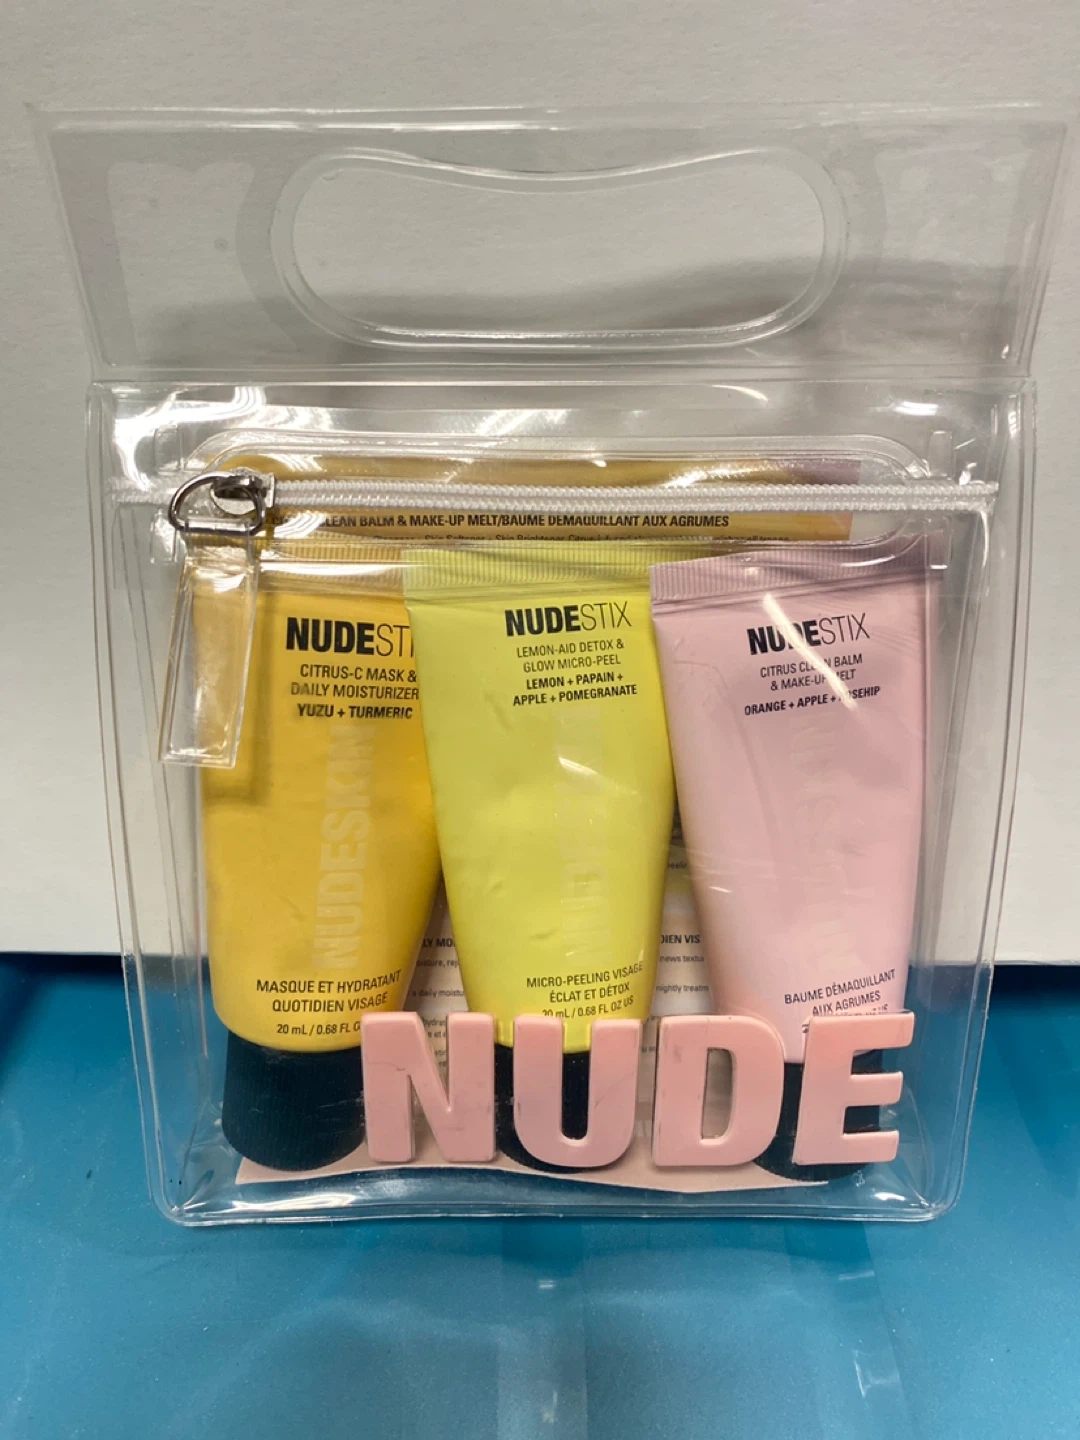 CLEAN BALM & MAKE-UP MELT/BAUME DÉMAQUILLANT AUX AGRUMES
NUDESTI
CITRUS-C MASK &
DAILY MOISTURIZER
YUZU + TURMERIC
NUDESKIN
MASQUE ET HYDRATANT
QUOTIDIEN VISAGE
20 mL / 0.68 FL O
NUDESTIX
LEMON-AID DETOX &
GLOW MICRO-PEEL
LEMON + PAPAIN +
APPLE + POMEGRANATE
NUDESKIN
MICRO-PEELING VISAGE
ÉCLAT ET DÉTOX
20 mL / 0.68 FL OZ US
NUDESTIX
CITRUS CLEAN BALM
& MAKE-UP MELT
ORANGE + APPLE + ROSEHIP
BAUME DÉMAQUILLANT
AUX AGRUMES
NUDE